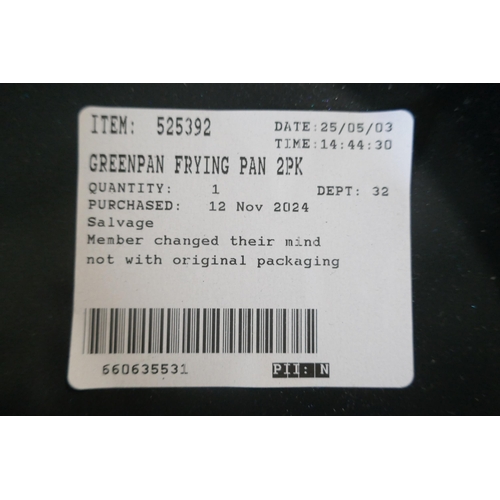 ITEM: 525392 DATE:25/05/03
TIME:14:44:30
GREENPAN FRYING PAN 2PK
QUANTITY: 1 DEPT: 32
PURCHASED: 12 Nov 2024
Salvage
Member changed their mind
not with original packaging
660635531 PII: N